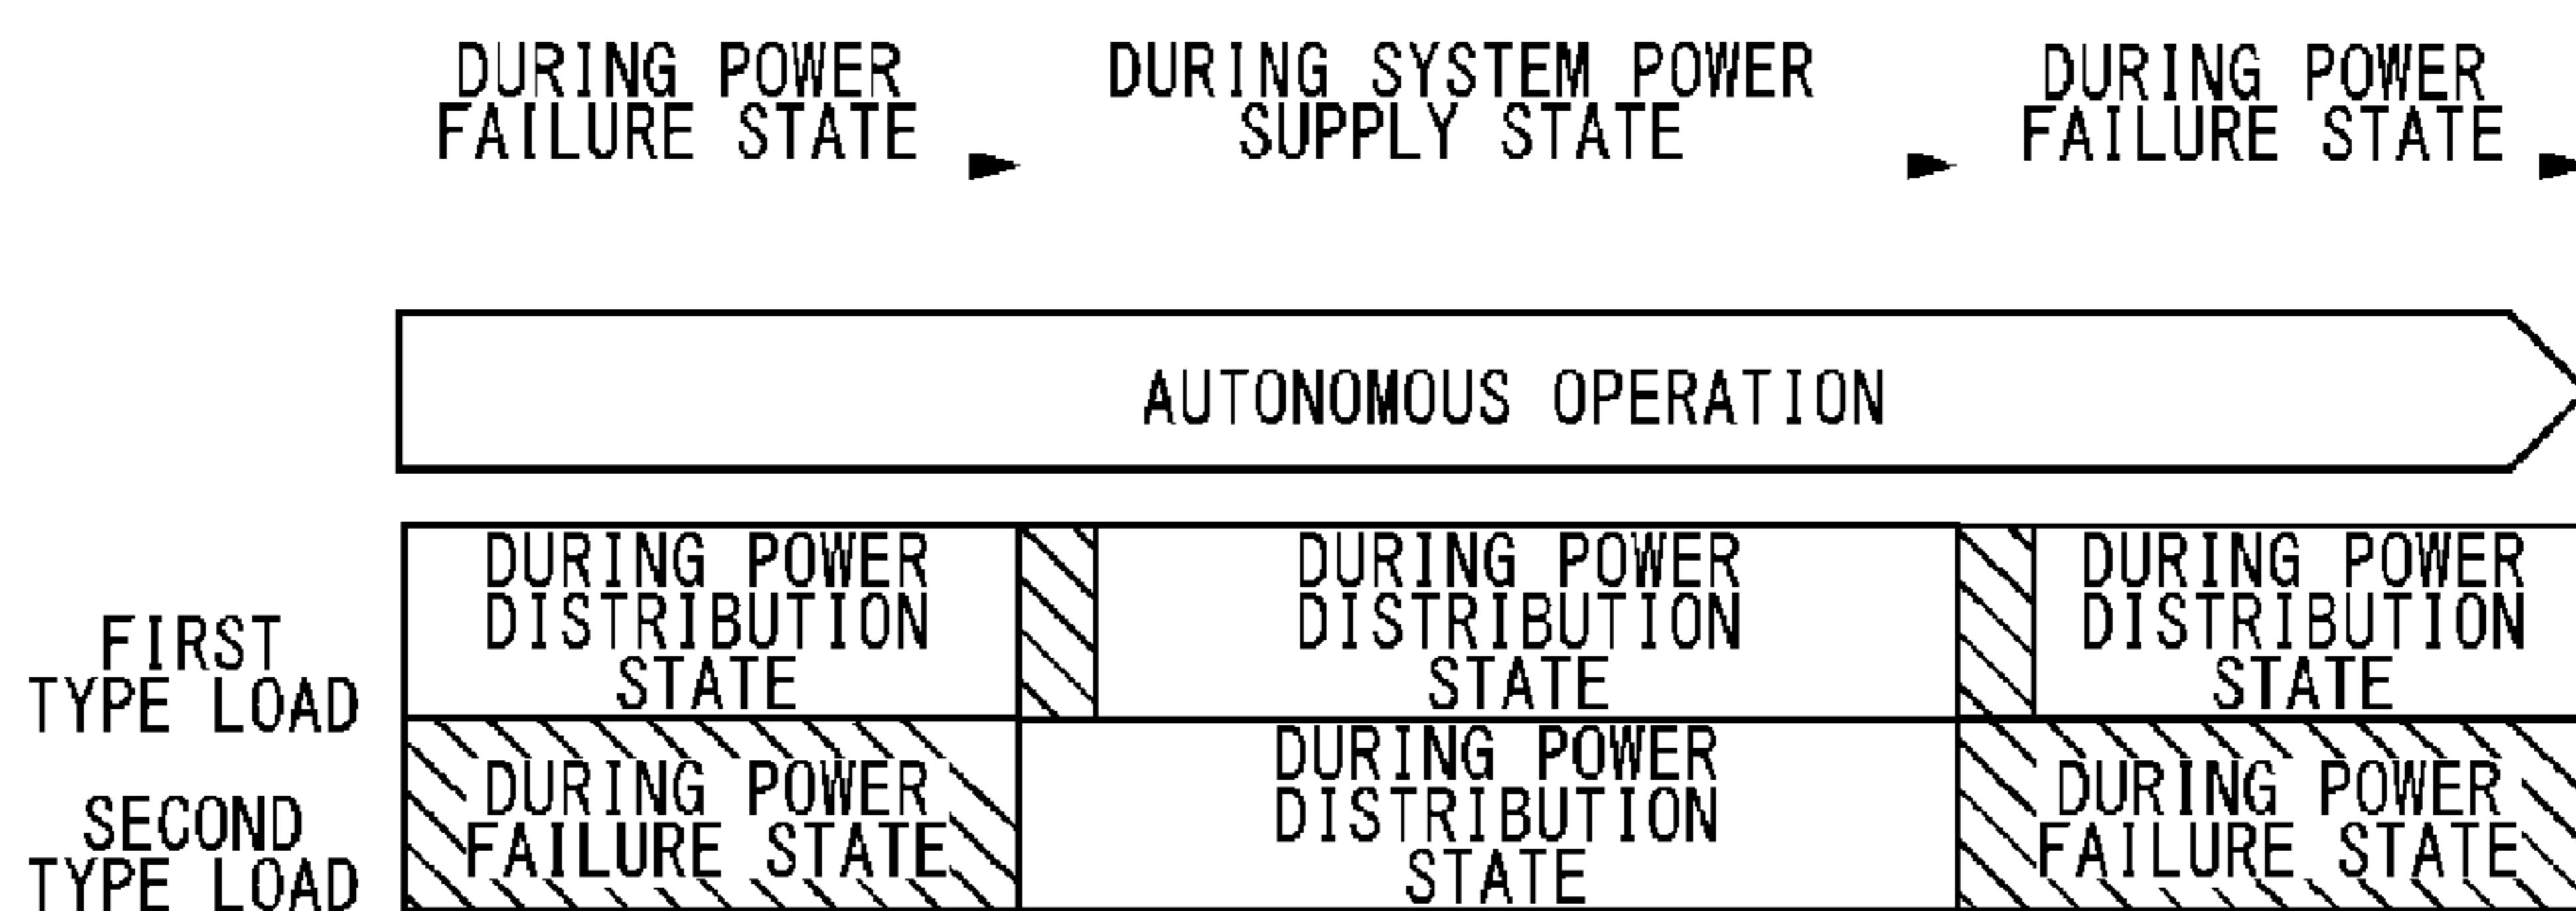 DURING POWER
FAILURE STATE
DURING SYSTEM POWER
SUPPLY STATE
DURING POWER
FAILURE STATE
AUTONOMOUS OPERATION
FIRST
TYPE LOAD
DURING POWER
DISTRIBUTION
STATE
DURING POWER
DISTRIBUTION
STATE
DURING POWER
DISTRIBUTION
STATE
SECOND
TYPE LOAD
DURING POWER
FAILURE STATE
DURING POWER
DISTRIBUTION
STATE
DURING POWER
FAILURE STATE